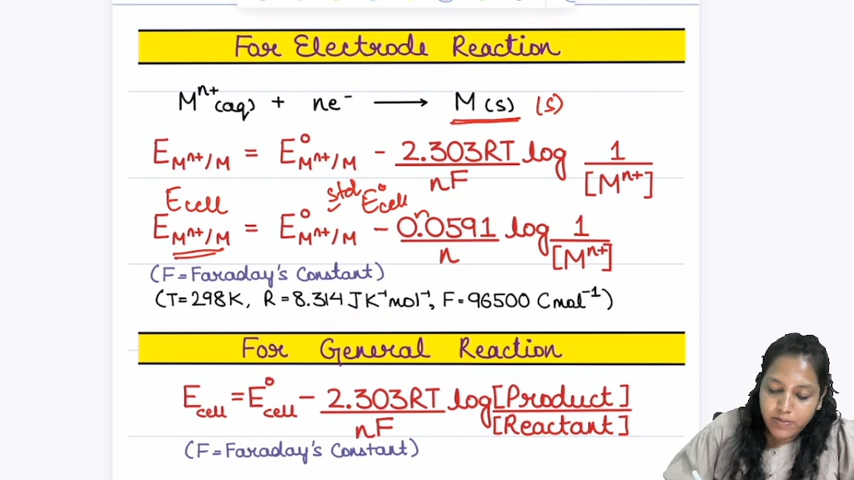 For Electrode Reaction
Mⁿ⁺(aq) + ne⁻ ⟶ M(s) (s)
E_Mⁿ⁺/M = E°_Mⁿ⁺/M − 2.303RT/nF log 1/[Mⁿ⁺]
Ecell std E°cell
E_Mⁿ⁺/M = E°_Mⁿ⁺/M − 0.0591/n log 1/[Mⁿ⁺]
(F = Faraday's Constant)
(T=298K, R=8.314 JK⁻¹mol⁻¹, F=96500 Cmol⁻¹)
For General Reaction
E_cell = E°_cell − 2.303RT/nF log [Product]/[Reactant]
(F = Faraday's Constant)